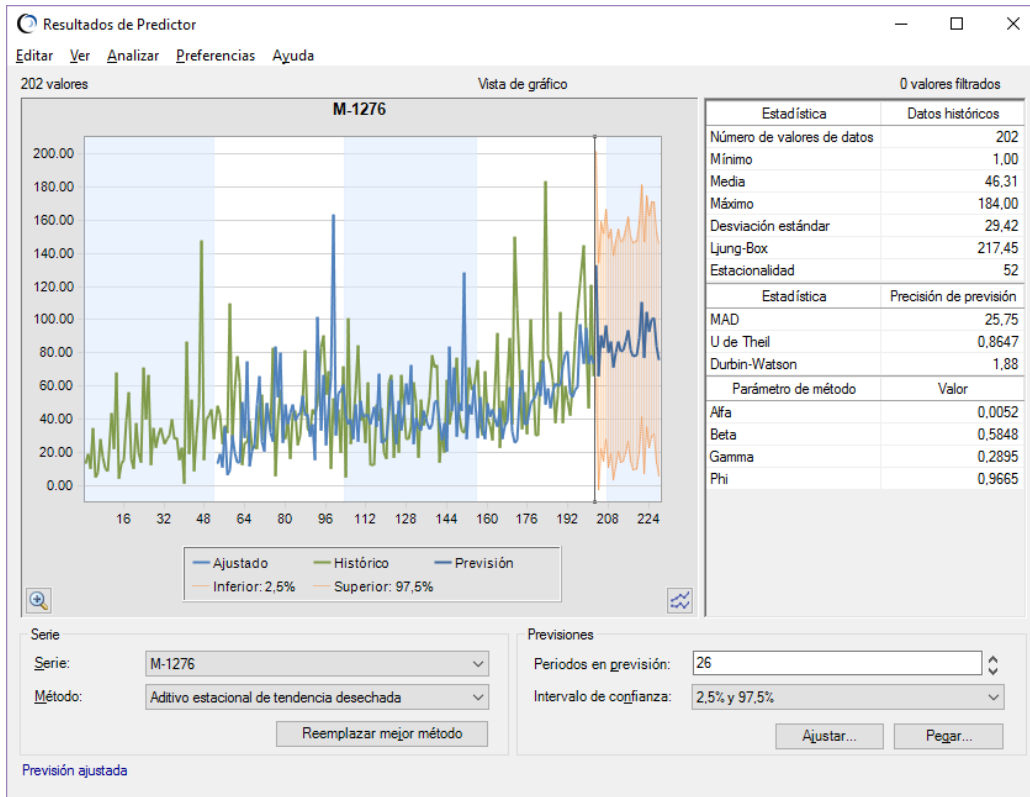 Resultados de Predictor
Editar Ver Analizar Preferencias Ayuda
202 valores
Vista de gráfico
0 valores filtrados
M-1276
200.00
180.00
160.00
140.00
120.00
100.00
80.00
60.00
40.00
20.00
0.00
16 32 48 64 80 96 112 128 144 160 176 192 208 224
Ajustado Histórico Previsión
Inferior: 2,5% Superior: 97,5%
Estadística Datos históricos
Número de valores de datos 202
Mínimo 1,00
Media 46,31
Máximo 184,00
Desviación estándar 29,42
Ljung-Box 217,45
Estacionalidad 52
Estadística Precisión de previsión
MAD 25,75
U de Theil 0,8647
Durbin-Watson 1,88
Parámetro de método Valor
Alfa 0,0052
Beta 0,5848
Gamma 0,2895
Phi 0,9665
Serie
Serie: M-1276
Método: Aditivo estacional de tendencia desechada
Reemplazar mejor método
Previsiones
Periodos en previsión: 26
Intervalo de confianza: 2,5% y 97,5%
Ajustar... Pegar...
Previsión ajustada